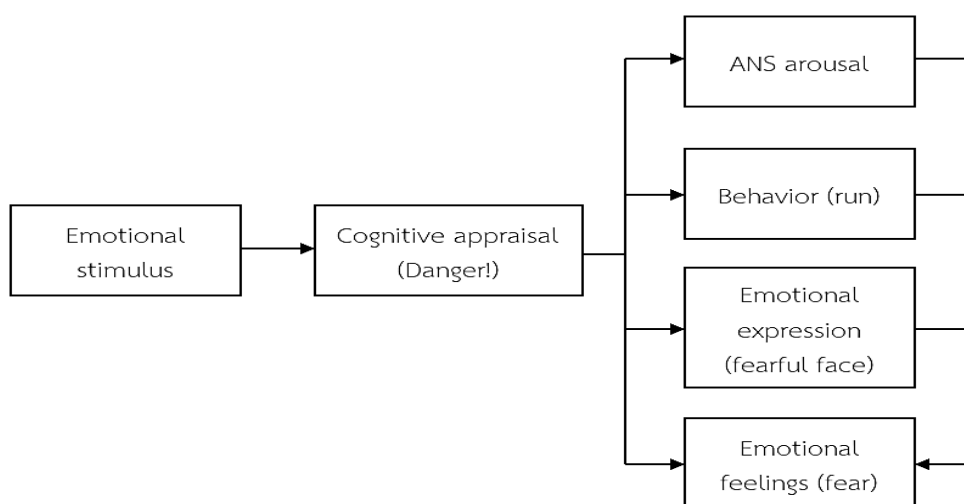 Emotional
stimulus
Cognitive appraisal
(Danger!)
ANS arousal
Behavior (run)
Emotional
expression
(fearful face)
Emotional
feelings (fear)